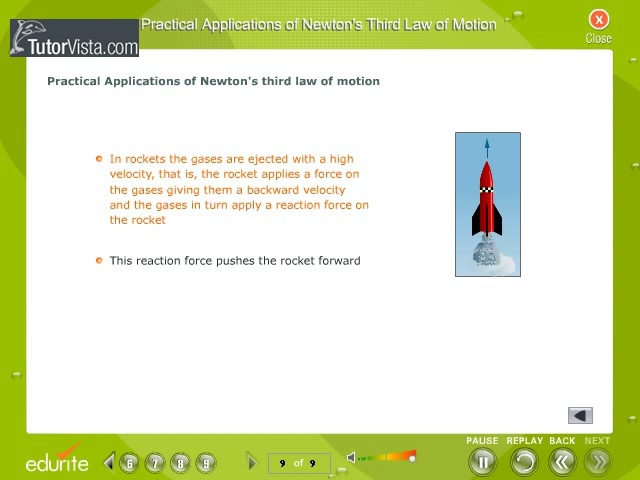 Practical Applications of Newton's Third Law of Motion
TutorVista.com
Close
Practical Applications of Newton's third law of motion
In rockets the gases are ejected with a high
velocity, that is, the rocket applies a force on
the gases giving them a backward velocity
and the gases in turn apply a reaction force on
the rocket
This reaction force pushes the rocket forward
PAUSE REPLAY BACK NEXT
edurite
6 7 8 9
9 of 9